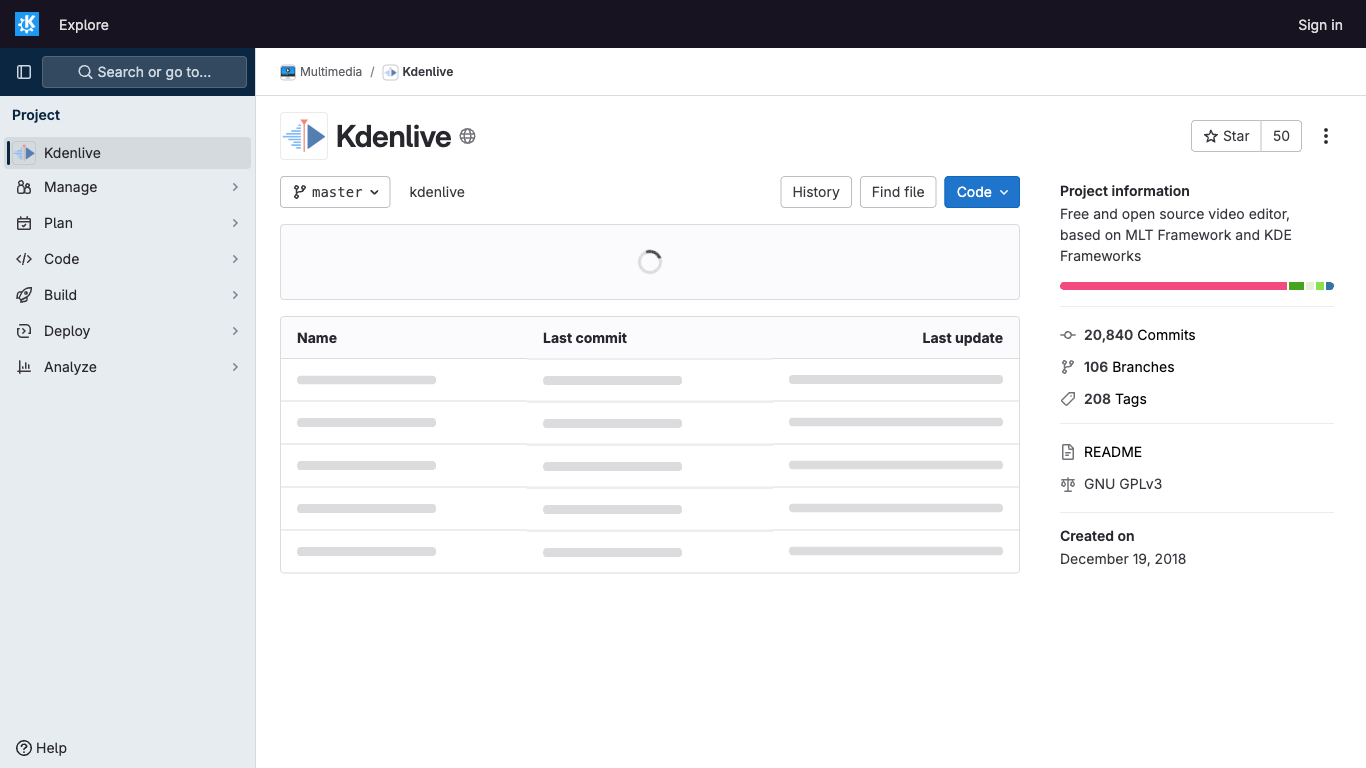 Explore
Sign in
Search or go to...
Multimedia / Kdenlive
Project
Kdenlive
Manage
Plan
Code
Build
Deploy
Analyze
Help
Kdenlive
Star 50
master
kdenlive
History
Find file
Code
Name
Last commit
Last update
Project information
Free and open source video editor,
based on MLT Framework and KDE
Frameworks
20,840 Commits
106 Branches
208 Tags
README
GNU GPLv3
Created on
December 19, 2018